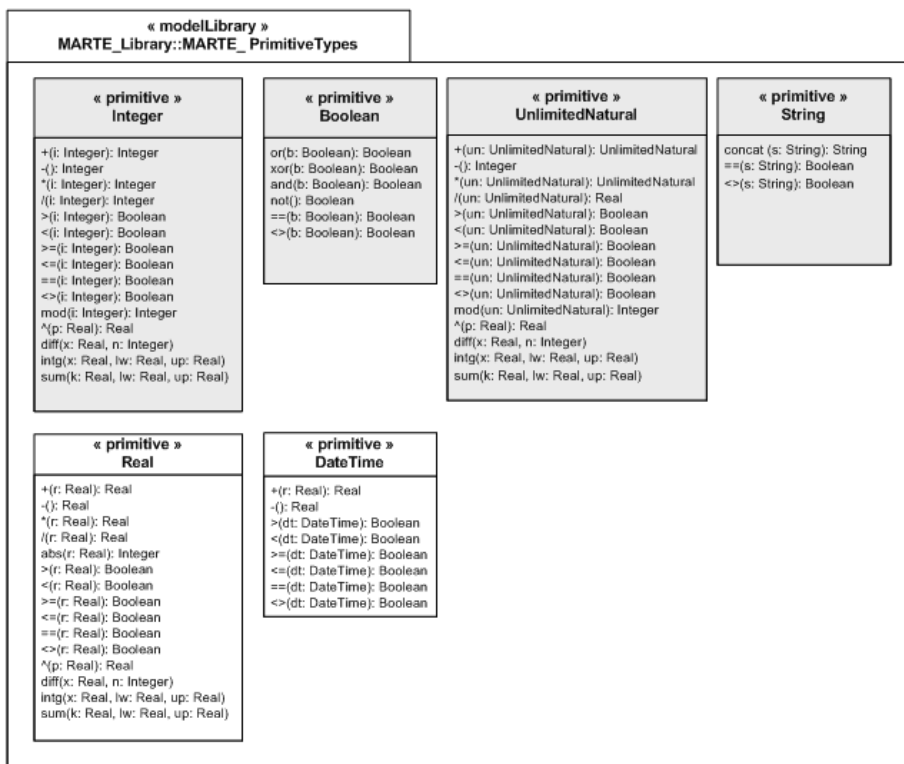 « modelLibrary »
MARTE_Library::MARTE_ PrimitiveTypes
« primitive »
Integer
+(i: Integer): Integer
-(): Integer
*(i: Integer): Integer
/(i: Integer): Integer
>(i: Integer): Boolean
<(i: Integer): Boolean
>=(i: Integer): Boolean
<=(i: Integer): Boolean
==(i: Integer): Boolean
<>(i: Integer): Boolean
mod(i: Integer): Integer
^(p: Real): Real
diff(x: Real, n: Integer)
intg(x: Real, lw: Real, up: Real)
sum(k: Real, lw: Real, up: Real)
« primitive »
Boolean
or(b: Boolean): Boolean
xor(b: Boolean): Boolean
and(b: Boolean): Boolean
not(): Boolean
==(b: Boolean): Boolean
<>(b: Boolean): Boolean
« primitive »
UnlimitedNatural
+(un: UnlimitedNatural): UnlimitedNatural
-(): Integer
*(un: UnlimitedNatural): UnlimitedNatural
/(un: UnlimitedNatural): Real
>(un: UnlimitedNatural): Boolean
<(un: UnlimitedNatural): Boolean
>=(un: UnlimitedNatural): Boolean
<=(un: UnlimitedNatural): Boolean
==(un: UnlimitedNatural): Boolean
<>(un: UnlimitedNatural): Boolean
mod(un: UnlimitedNatural): Integer
^(p: Real): Real
diff(x: Real, n: Integer)
intg(x: Real, lw: Real, up: Real)
sum(k: Real, lw: Real, up: Real)
« primitive »
String
concat (s: String): String
==(s: String): Boolean
<>(s: String): Boolean
« primitive »
Real
+(r: Real): Real
-(): Real
*(r: Real): Real
/(r: Real): Real
abs(r: Real): Integer
>(r: Real): Boolean
<(r: Real): Boolean
>=(r: Real): Boolean
<=(r: Real): Boolean
==(r: Real): Boolean
<>(r: Real): Boolean
^(p: Real): Real
diff(x: Real, n: Integer)
intg(x: Real, lw: Real, up: Real)
sum(k: Real, lw: Real, up: Real)
« primitive »
DateTime
+(r: Real): Real
-(): Real
>(dt: DateTime): Boolean
<(dt: DateTime): Boolean
>=(dt: DateTime): Boolean
<=(dt: DateTime): Boolean
==(dt: DateTime): Boolean
<>(dt: DateTime): Boolean